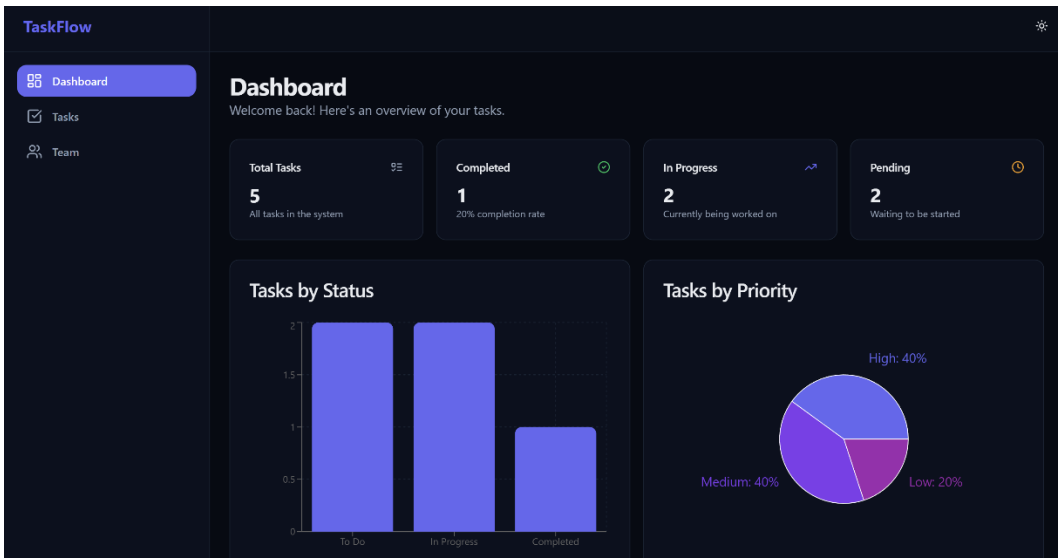 TaskFlow
Dashboard
Tasks
Team
Dashboard
Welcome back! Here's an overview of your tasks.
Total Tasks
5
All tasks in the system
Completed
1
20% completion rate
In Progress
2
Currently being worked on
Pending
2
Waiting to be started
Tasks by Status
2
1.5
1
0.5
0
To Do
In Progress
Completed
Tasks by Priority
High: 40%
Medium: 40%
Low: 20%